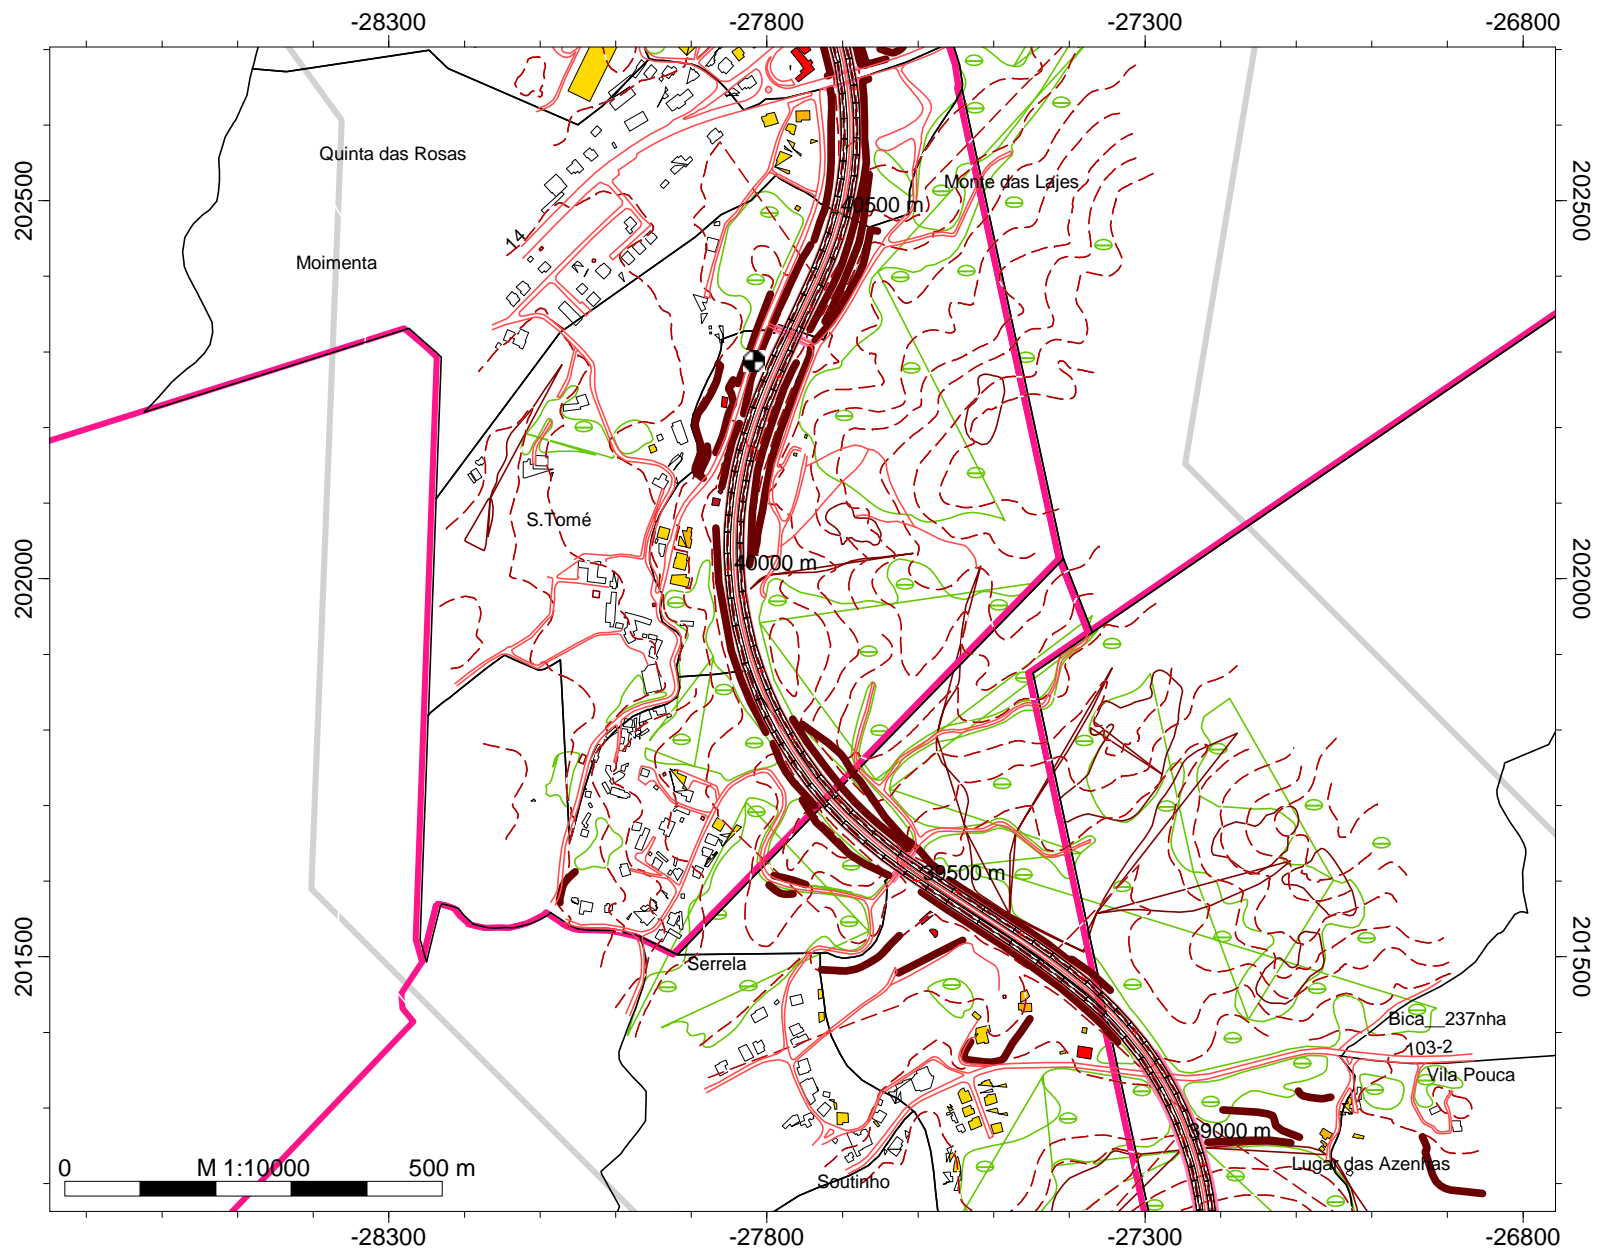 -28300
-27800
-27300
-26800
Quinta das Rosas
Monte das Lajes
202500
40500 m
202500
14
Moimenta
S.Tomé
40000 m
202000
202000
39500 m
201500
Serrela
201500
Bica__237nha
103-2
Vila Pouca
39000 m
Lugar das Azenhas
0
M 1:10000
500 m
Soutinho
-28300
-27800
-27300
-26800